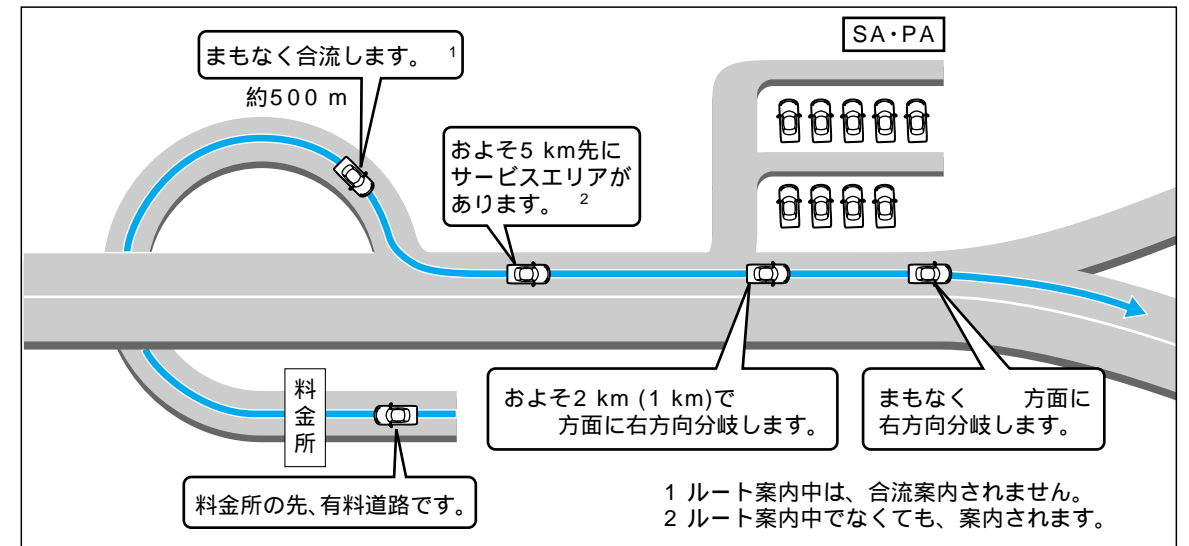 SA・PA
まもなく合流します。 1
約500 m
およそ5 km先に
サービスエリアが
あります。 2
およそ2 km (1 km)で
方面に右方向分岐します。
まもなく 方面に
右方向分岐します。
料金所
料金所の先、有料道路です。
1 ルート案内中は、合流案内されません。
2 ルート案内中でなくても、案内されます。